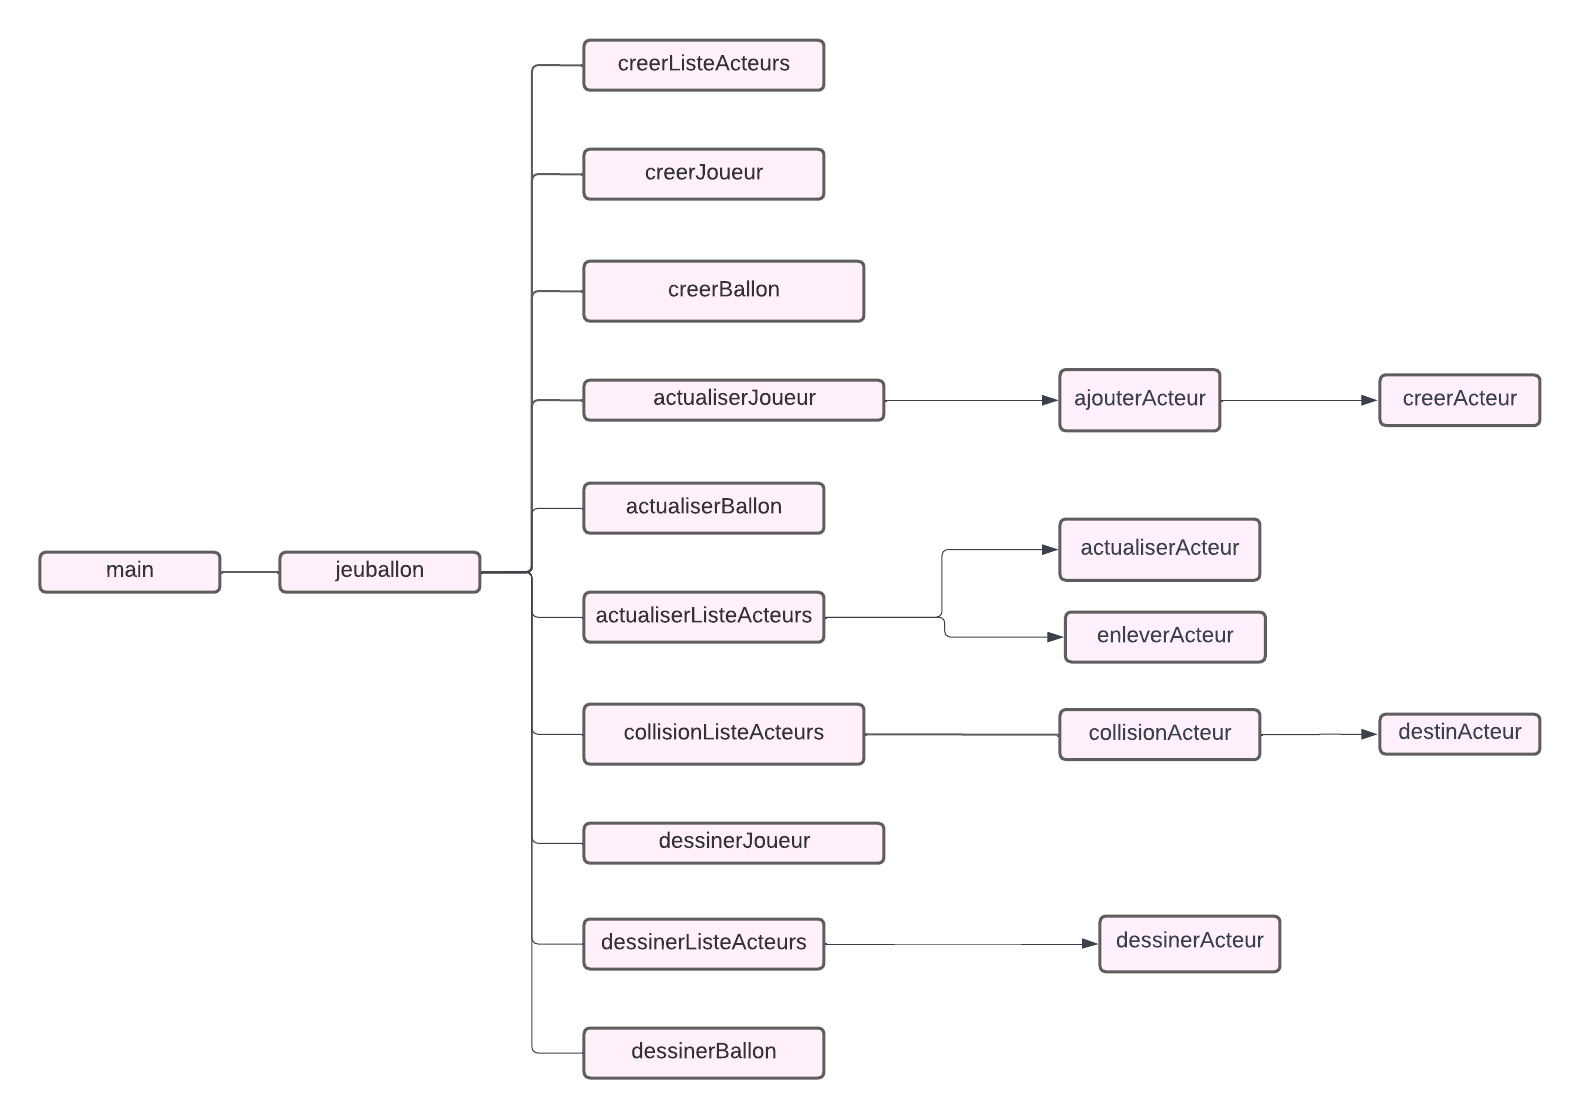 creerListeActeurs
creerJoueur
creerBallon
actualiserJoueur
ajouterActeur
creerActeur
actualiserBallon
main
jeuballon
actualiserListeActeurs
actualiserActeur
enleverActeur
collisionListeActeurs
collisionActeur
destinActeur
dessinerJoueur
dessinerListeActeurs
dessinerActeur
dessinerBallon